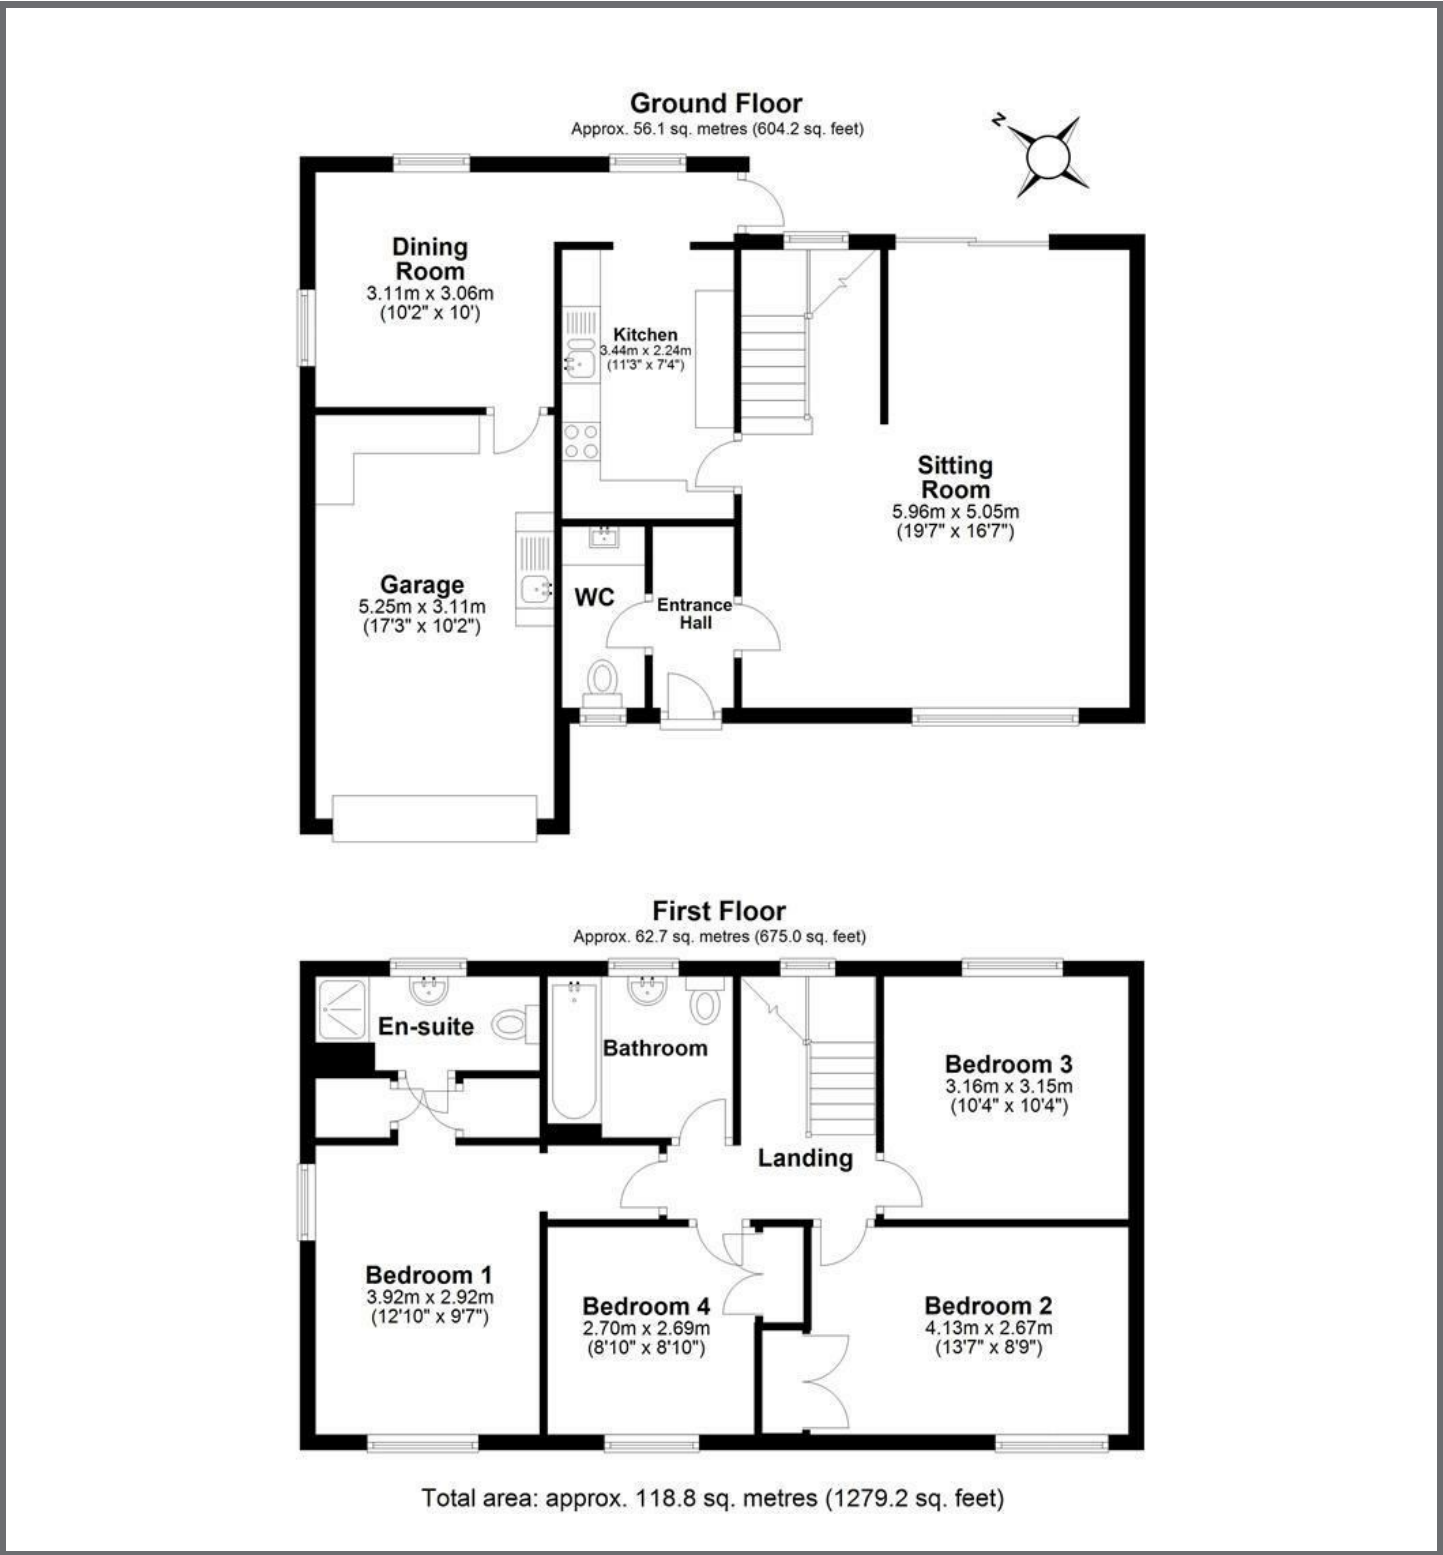 Ground Floor
Approx. 56.1 sq. metres (604.2 sq. feet)
N
Dining
Room
3.11m x 3.06m
(10'2" x 10')
Kitchen
3.44m x 2.24m
(11'3" x 7'4")
Sitting
Room
5.96m x 5.05m
(19'7" x 16'7")
Garage
5.25m x 3.11m
(17'3" x 10'2")
WC
Entrance
Hall
First Floor
Approx. 62.7 sq. metres (675.0 sq. feet)
En-suite
Bathroom
Bedroom 3
3.16m x 3.15m
(10'4" x 10'4")
Landing
Bedroom 1
3.92m x 2.92m
(12'10" x 9'7")
Bedroom 4
2.70m x 2.69m
(8'10" x 8'10")
Bedroom 2
4.13m x 2.67m
(13'7" x 8'9")
Total area: approx. 118.8 sq. metres (1279.2 sq. feet)